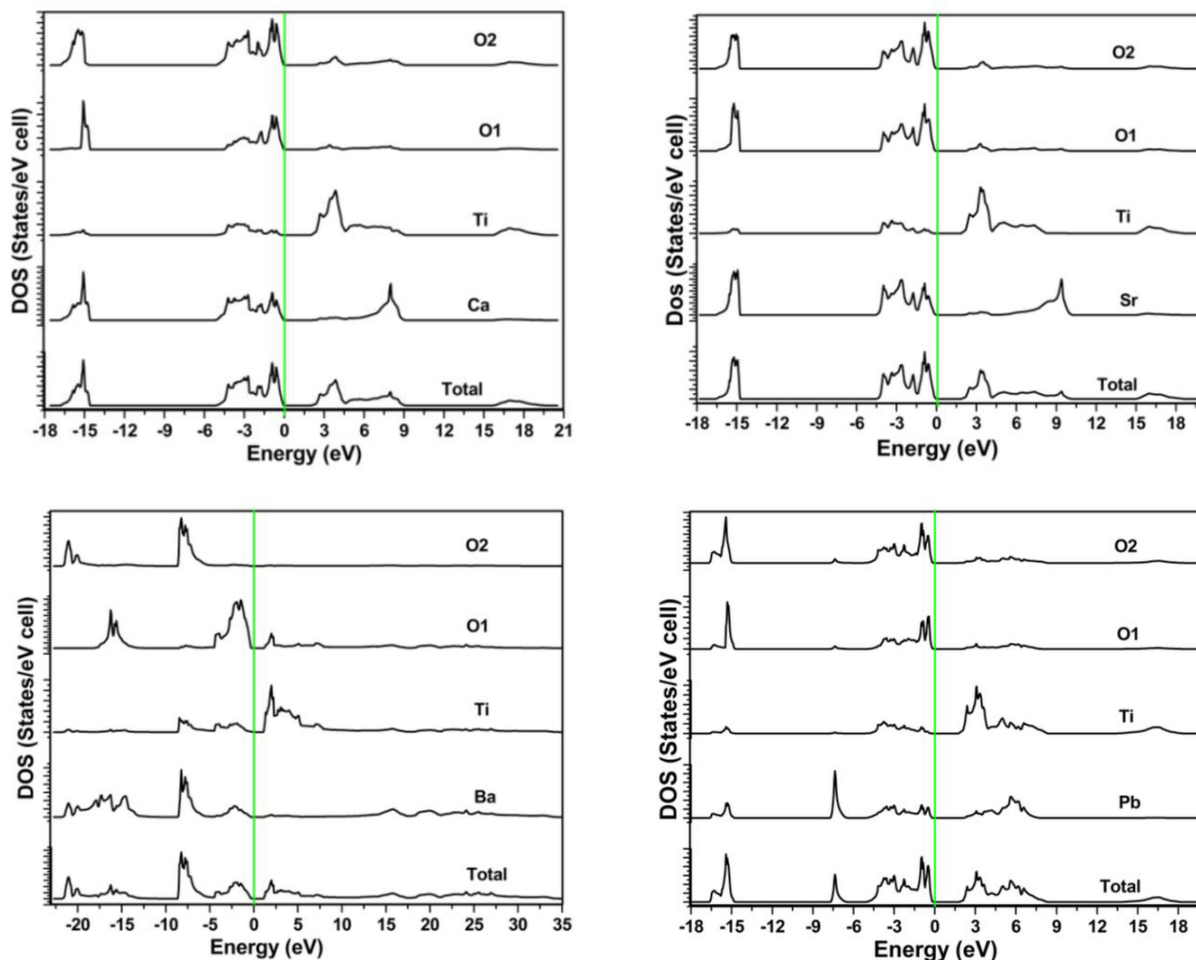 DOS (States/eV cell)
O2
O1
Ti
Ca
Total
-18 -15 -12 -9 -6 -3 0 3 6 9 12 15 18 21
Energy (eV)
Dos (States/eV cell)
O2
O1
Ti
Sr
Total
-18 -15 -12 -9 -6 -3 0 3 6 9 12 15 18
Energy (eV)
DOS (States/eV cell)
O2
O1
Ti
Ba
Total
-20 -15 -10 -5 0 5 10 15 20 25 30 35
Energy (eV)
DOS (States/eV cell)
O2
O1
Ti
Pb
Total
-18 -15 -12 -9 -6 -3 0 3 6 9 12 15 18
Energy (eV)